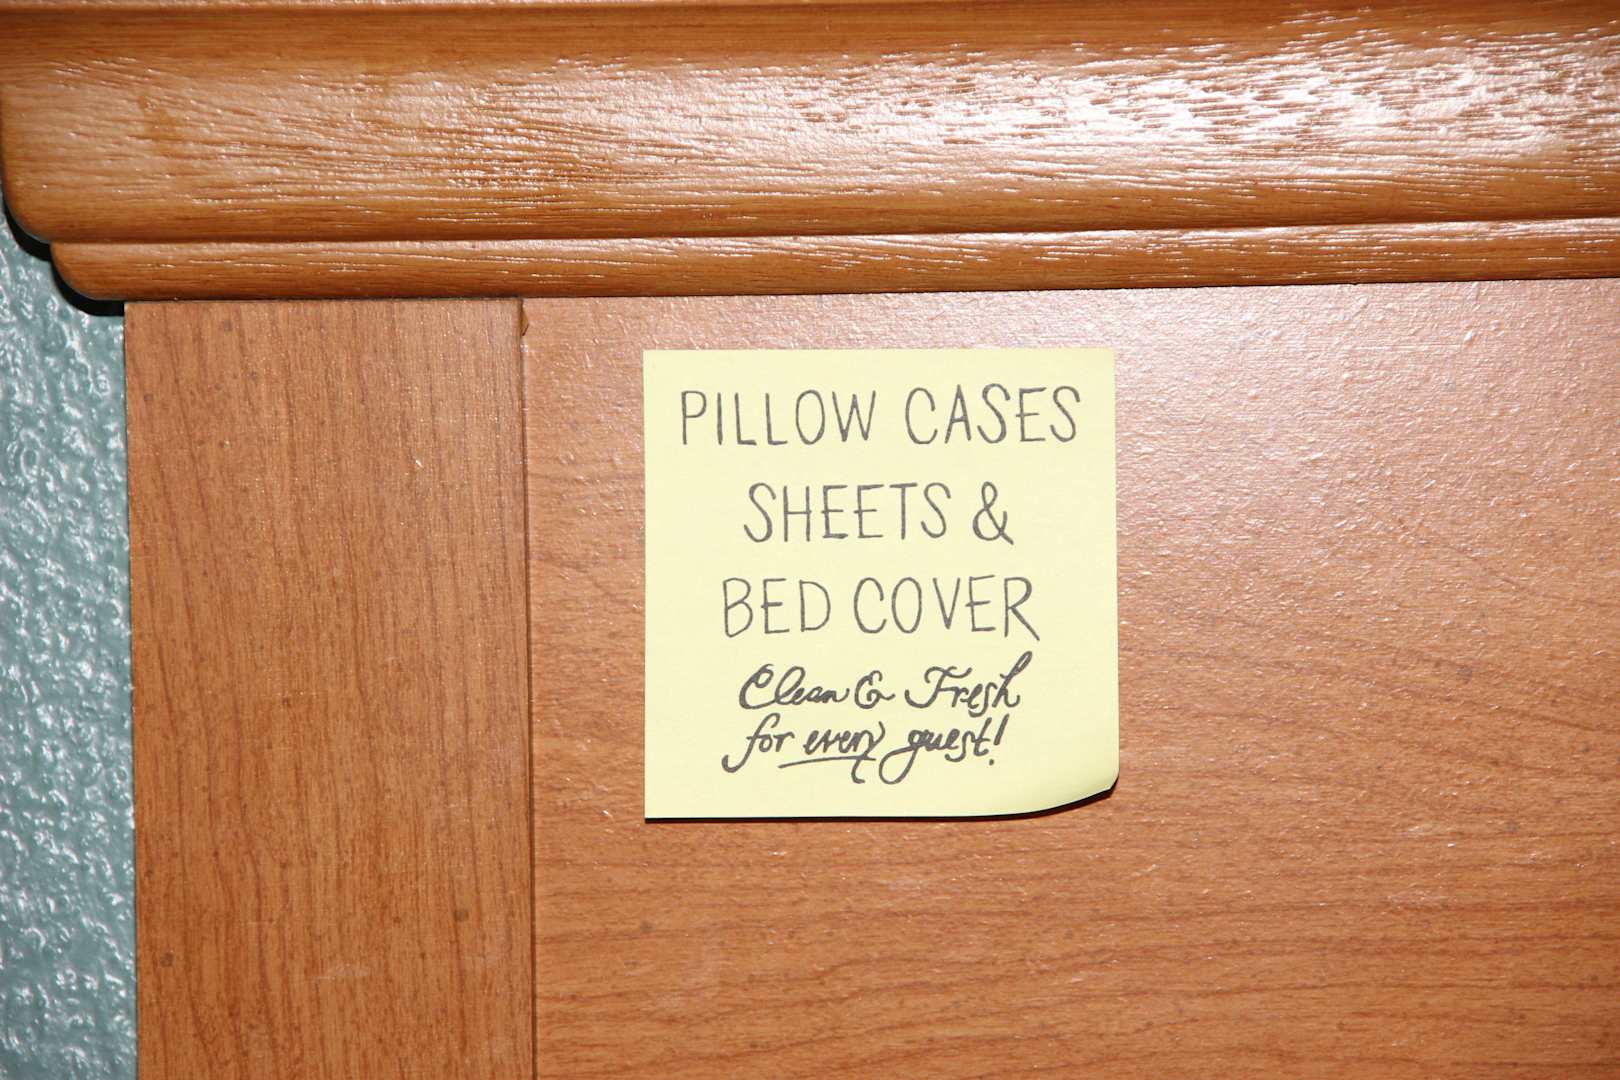 PILLOW CASES
SHEETS &
BED COVER
Clean & Fresh
for every guest!